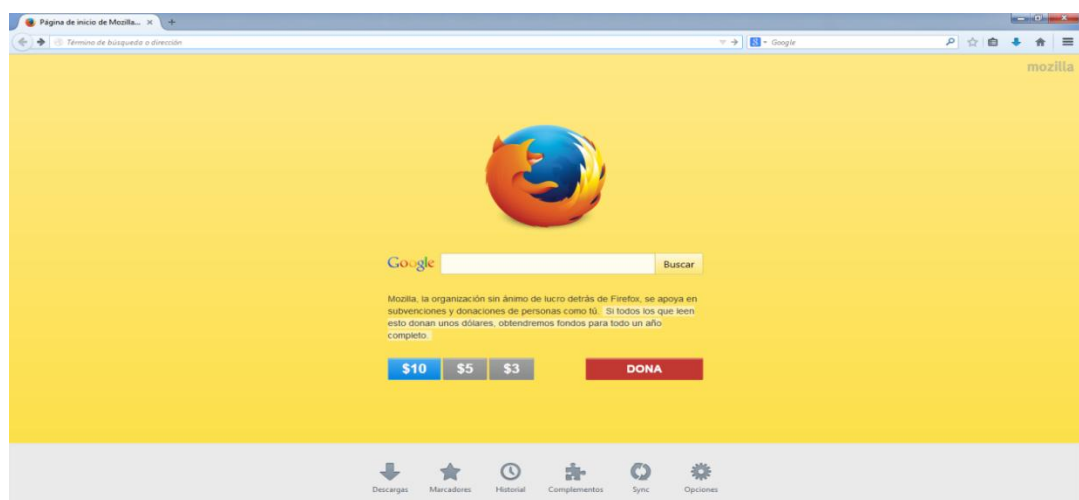 Página de inicio de Mozilla...
Término de búsqueda o dirección
Google
mozilla
Google
Buscar
Mozilla, la organización sin ánimo de lucro detrás de Firefox, se apoya en
subvenciones y donaciones de personas como tú. Si todos los que leen
esto donan unos dólares, obtendremos fondos para todo un año
completo.
$10 $5 $3 DONA
Descargas Marcadores Historial Complementos Sync Opciones